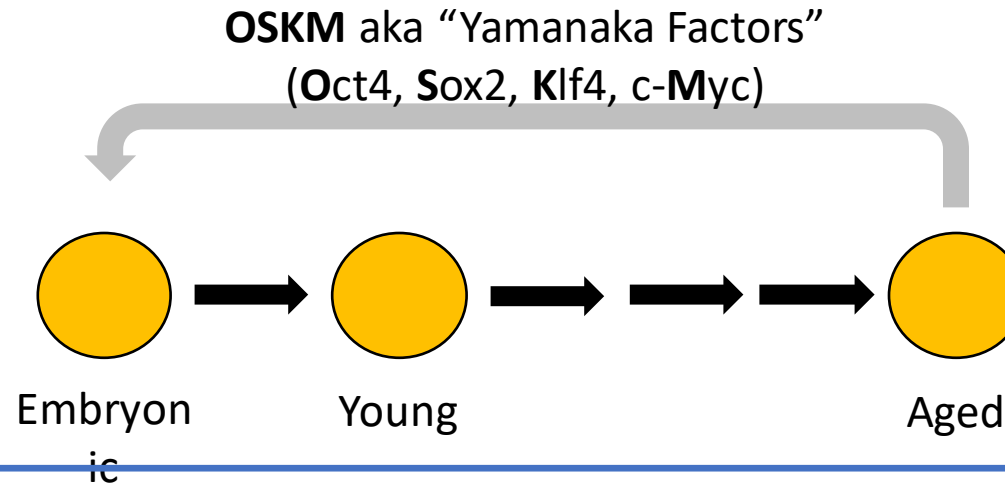 OSKM aka “Yamanaka Factors”
(Oct4, Sox2, Klf4, c-Myc)
Embryon
ic
Young
Aged